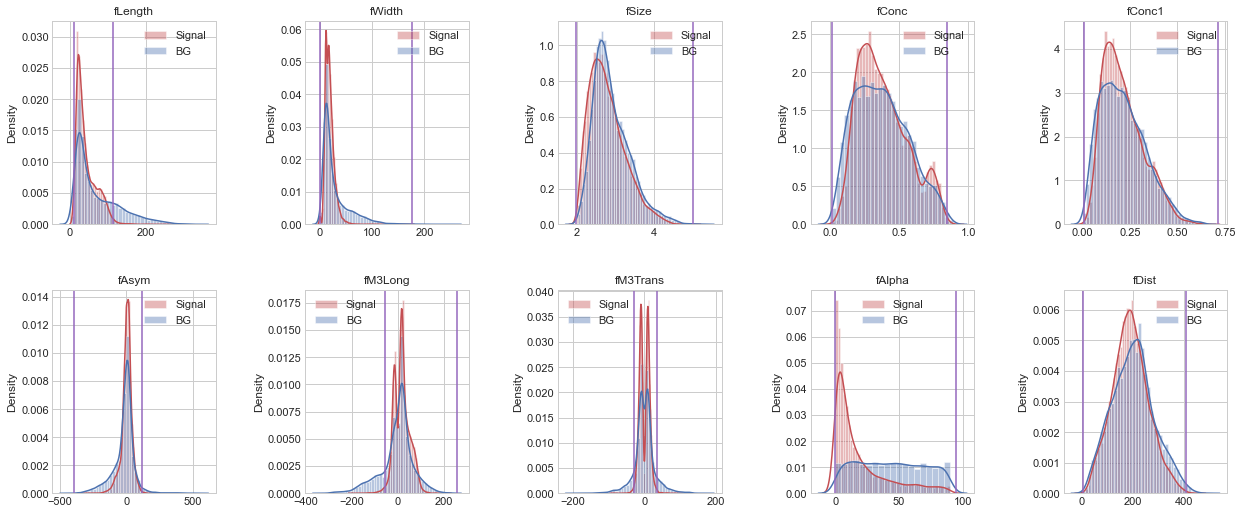 fLength
fWidth
fSize
fConc
fConc1
Signal
BG
Density
0.030
0.025
0.020
0.015
0.010
0.005
0.000
0
200
Signal
BG
Density
0.06
0.05
0.04
0.03
0.02
0.01
0.00
0
100
200
Signal
BG
Density
1.0
0.8
0.6
0.4
0.2
0.0
2
4
Signal
BG
Density
2.5
2.0
1.5
1.0
0.5
0.0
0.0
0.5
1.0
Signal
BG
Density
4
3
2
1
0
0.00
0.25
0.50
0.75
fAsym
fM3Long
fM3Trans
fAlpha
fDist
Signal
BG
Density
0.014
0.012
0.010
0.008
0.006
0.004
0.002
0.000
−500
0
500
Signal
BG
Density
0.0175
0.0150
0.0125
0.0100
0.0075
0.0050
0.0025
0.0000
−400
−200
0
200
Signal
BG
Density
0.040
0.035
0.030
0.025
0.020
0.015
0.010
0.005
0.000
−200
0
200
Signal
BG
Density
0.07
0.06
0.05
0.04
0.03
0.02
0.01
0.00
0
50
100
Signal
BG
Density
0.006
0.005
0.004
0.003
0.002
0.001
0.000
0
200
400